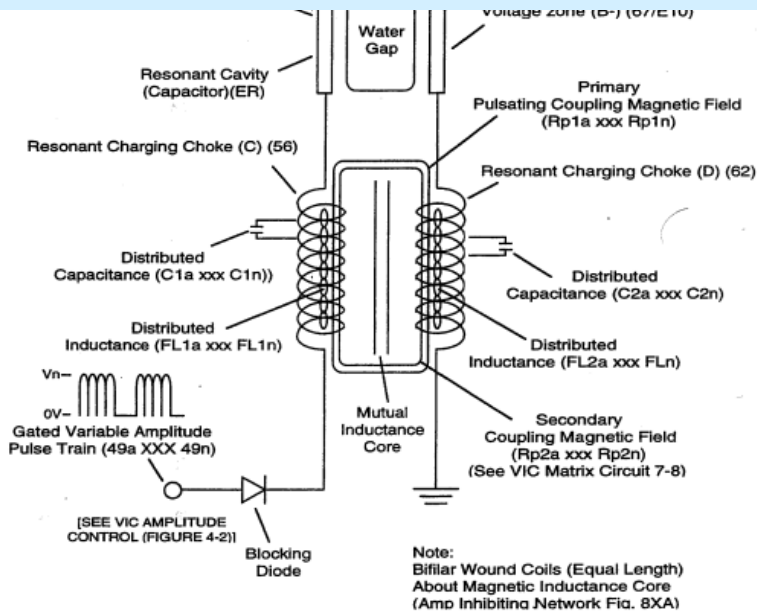 Voltage zone (B-) (67/E10)
Water
Gap
Resonant Cavity
(Capacitor)(ER)
Primary
Pulsating Coupling Magnetic Field
(Rp1a xxx Rp1n)
Resonant Charging Choke (C) (56)
Resonant Charging Choke (D) (62)
Distributed
Capacitance (C1a xxx C1n))
Distributed
Capacitance (C2a xxx C2n)
Distributed
Inductance (FL1a xxx FL1n)
Distributed
Inductance (FL2a xxx FLn)
Vn
0V
Gated Variable Amplitude
Pulse Train (49a XXX 49n)
Mutual
Inductance
Core
Secondary
Coupling Magnetic Field
(Rp2a xxx Rp2n)
(See VIC Matrix Circuit 7-8)
[SEE VIC AMPLITUDE
CONTROL (FIGURE 4-2)]
Blocking
Diode
Note:
Bifilar Wound Coils (Equal Length)
About Magnetic Inductance Core
(Amp Inhibiting Network Fig. 8XA)